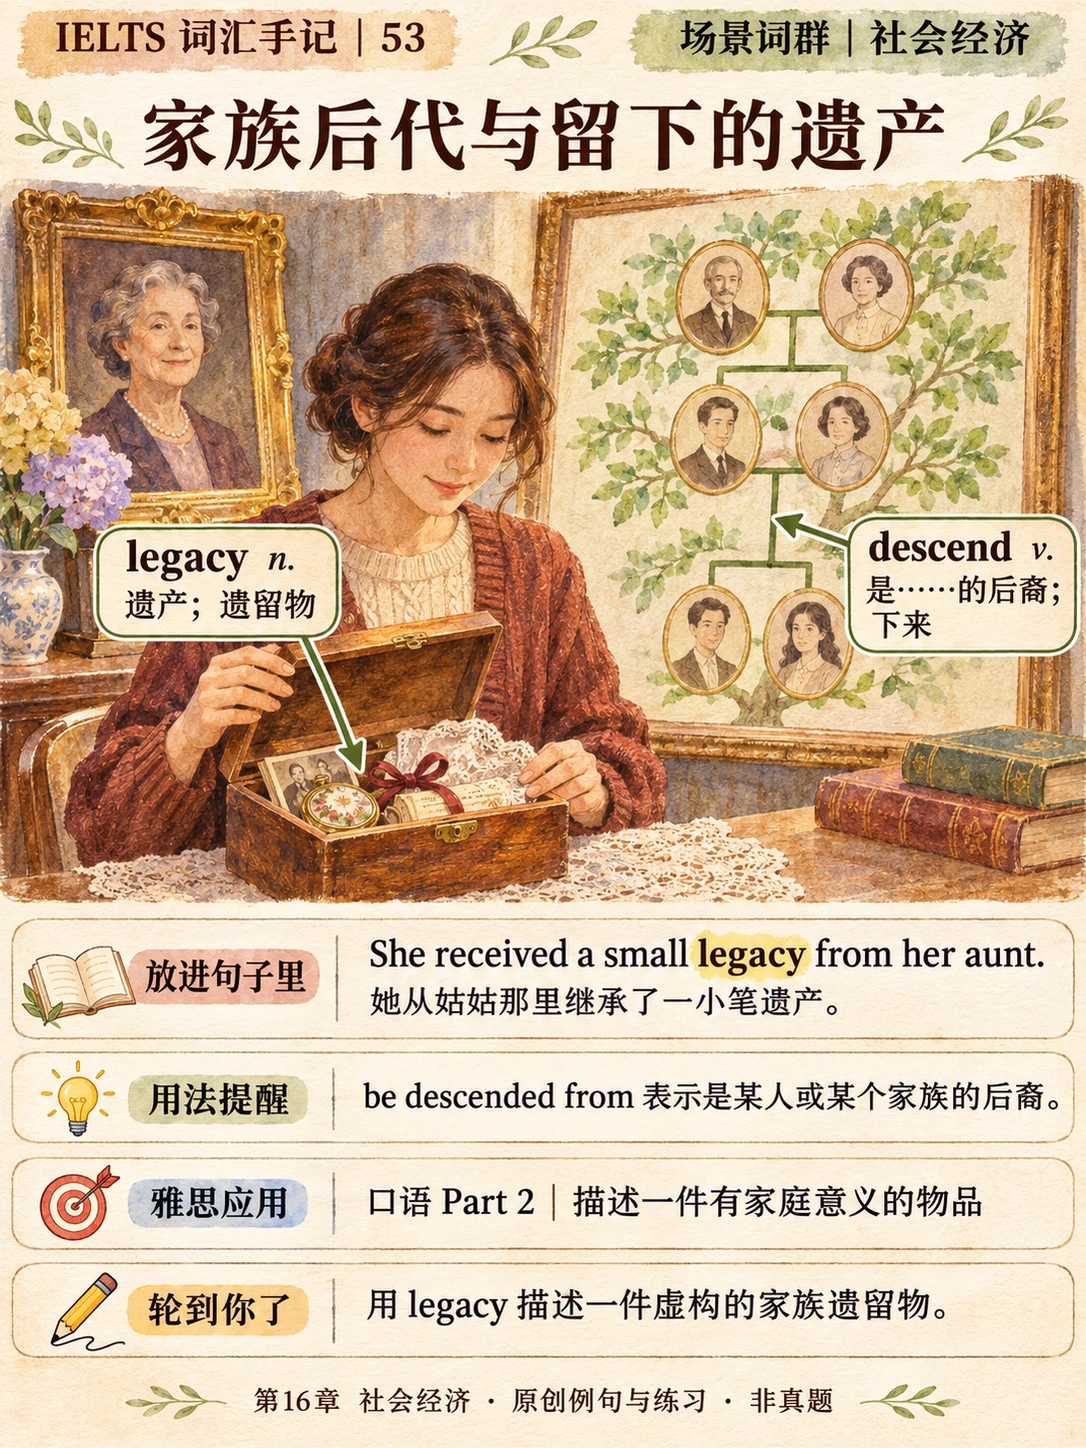 IELTS 词汇手记 | 53
场景词群 | 社会经济
家族后代与留下的遗产
legacy n.
遗产；遗留物
descend v.
是……的后裔；
下来
放进句子里
She received a small legacy from her aunt.
她从姑姑那里继承了一小笔遗产。
用法提醒
be descended from 表示是某人或某个家族的后裔。
雅思应用
口语 Part 2 | 描述一件有家庭意义的物品
轮到你了
用 legacy 描述一件虚构的家族遗留物。
第16章 社会经济 · 原创例句与练习 · 非真题